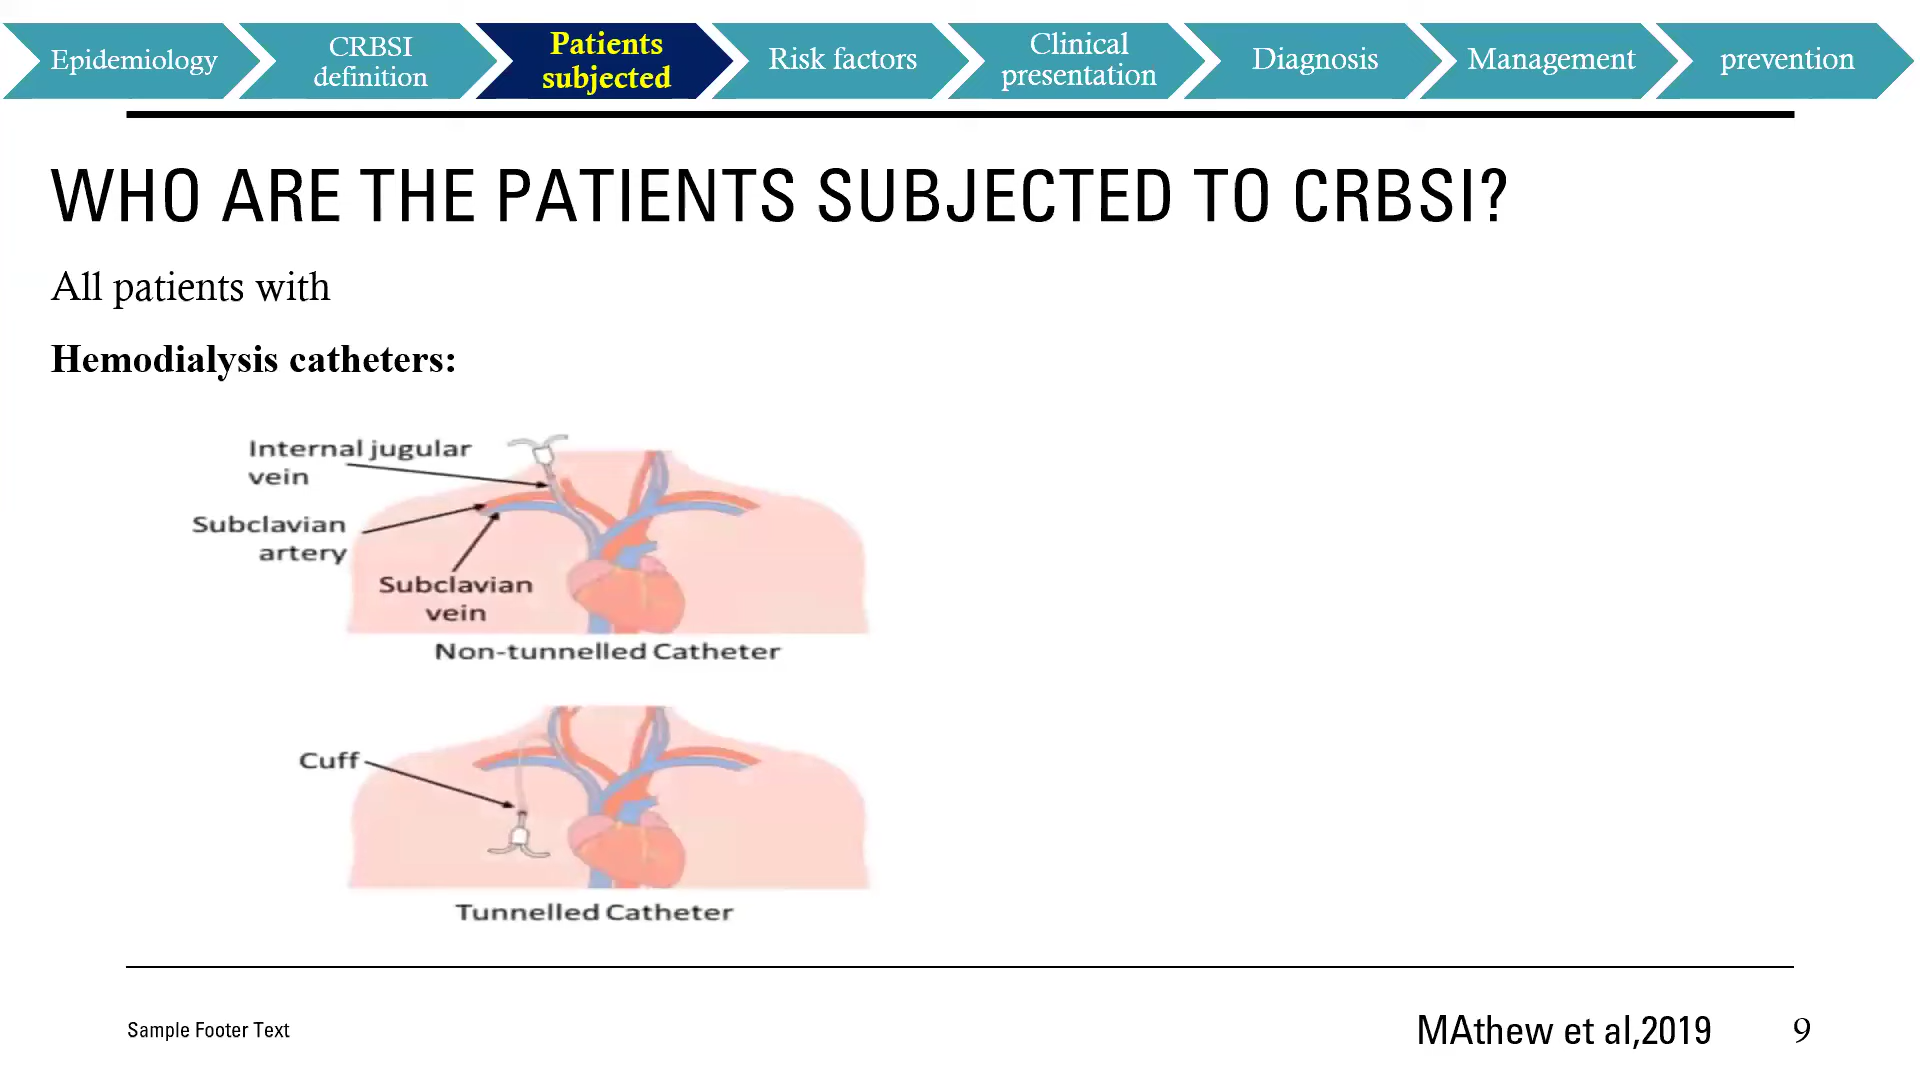 Epidemiology
CRBSI
definition
Patients
subjected
Risk factors
Clinical
presentation
Diagnosis
Management
prevention
WHO ARE THE PATIENTS SUBJECTED TO CRBSI?
All patients with
Hemodialysis catheters:
Internal jugular
vein
Subclavian
artery
Subclavian
vein
Non-tunnelled Catheter
Cuff
Tunnelled Catheter
Sample Footer Text
MAthew et al,2019
9